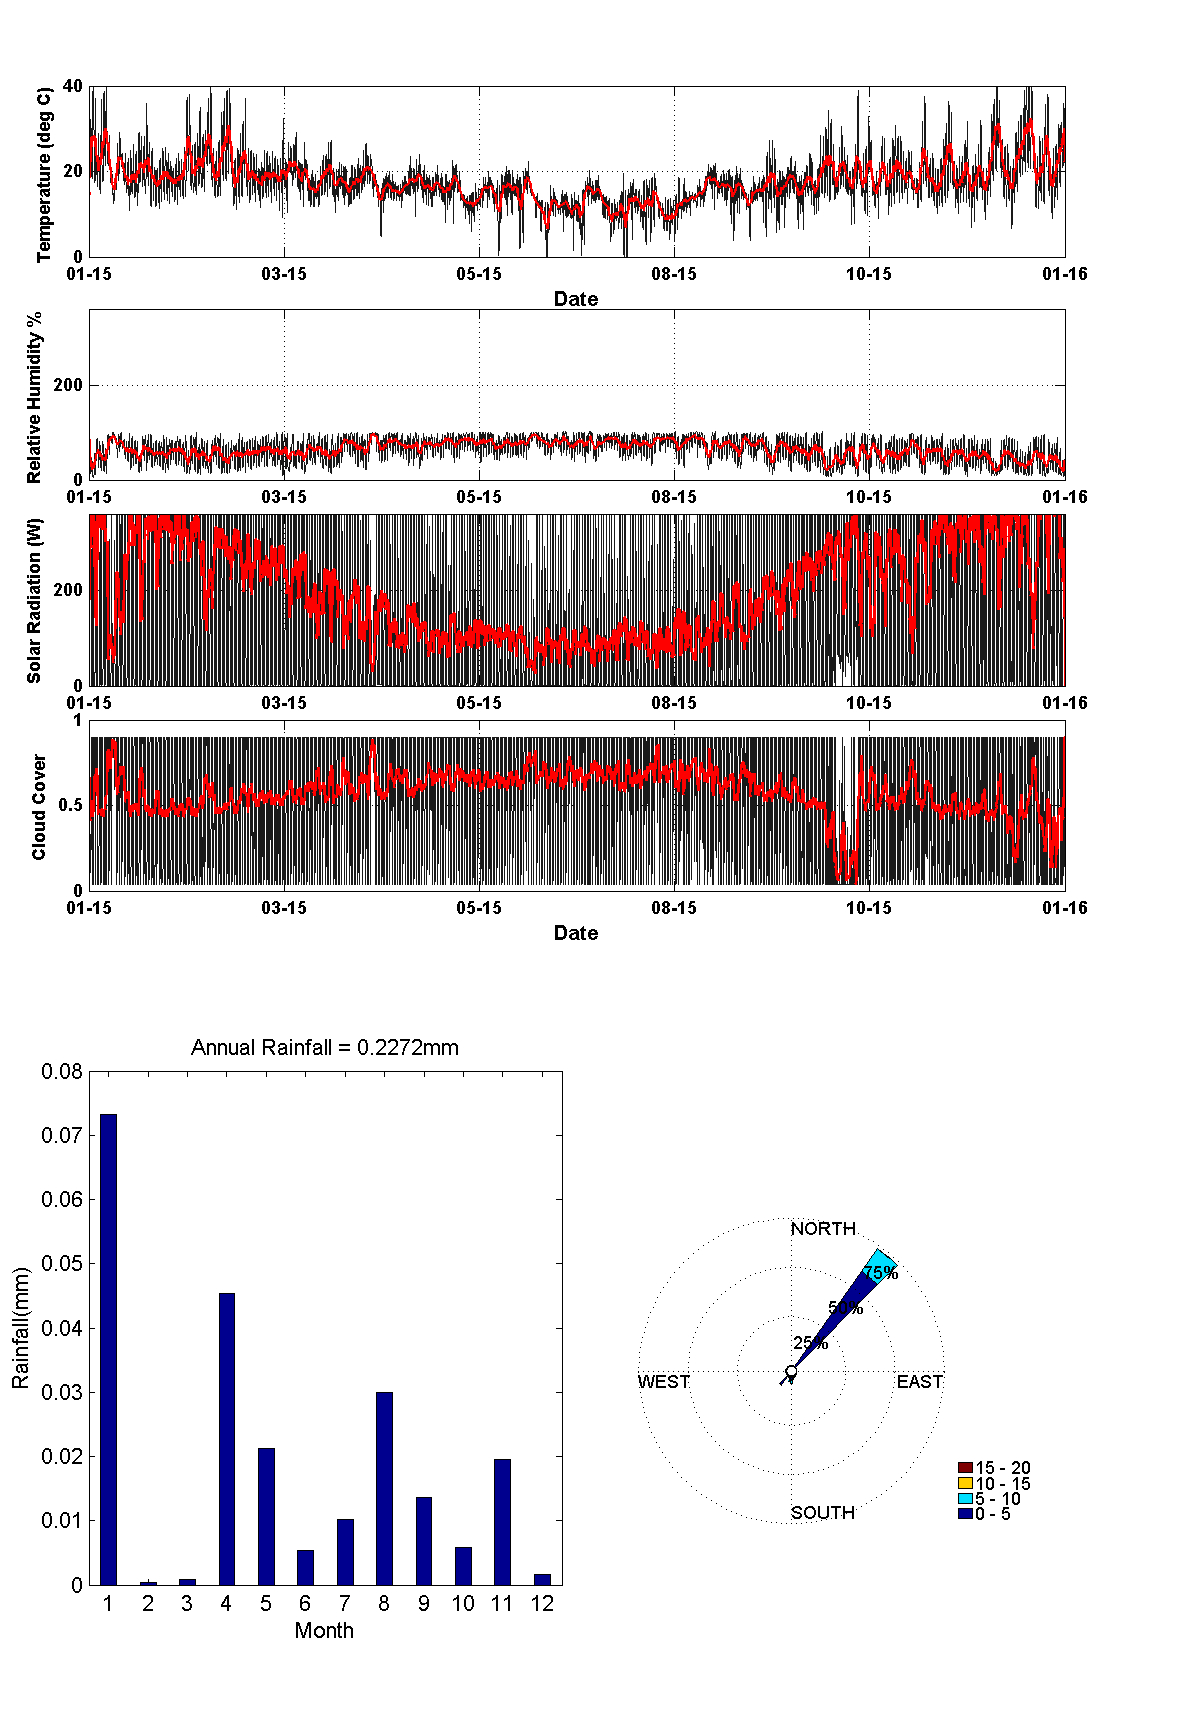 40
20
0
Temperature (deg C)
01-15 03-15 05-15 08-15 10-15 01-16
Date
200
0
Relative Humidity %
01-15 03-15 05-15 08-15 10-15 01-16
200
0
Solar Radiation (W)
01-15 03-15 05-15 08-15 10-15 01-16
1
0.5
0
Cloud Cover
01-15 03-15 05-15 08-15 10-15 01-16
Date
Annual Rainfall = 0.2272mm
0.08
0.07
0.06
0.05
0.04
0.03
0.02
0.01
0
Rainfall(mm)
1 2 3 4 5 6 7 8 9 10 11 12
Month
NORTH
75%
50%
25%
WEST EAST
SOUTH
15 - 20
10 - 15
5 - 10
0 - 5